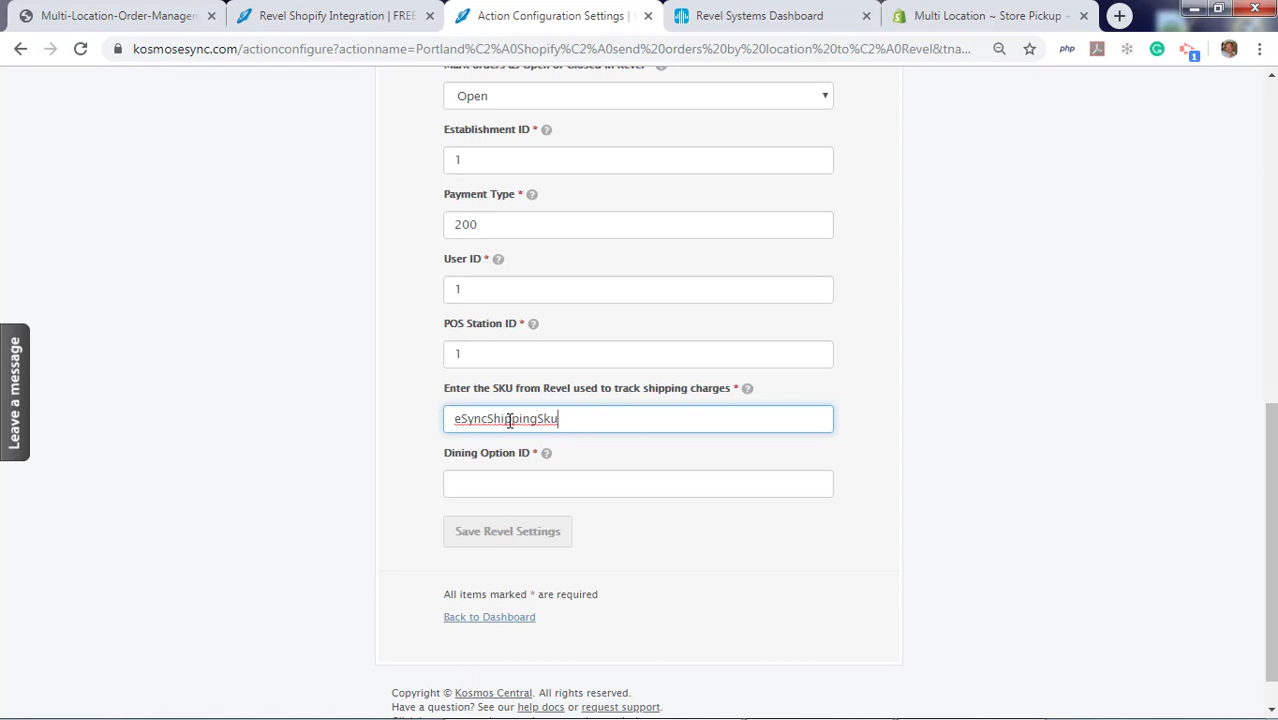 Multi-Location-Order-Managem
Revel Shopify Integration | FREE
Action Configuration Settings |
Revel Systems Dashboard
Multi Location ~ Store Pickup -
kosmosesync.com/actionconfigure?actionname=Portland%C2%A0Shopify%C2%A0send%20orders%20by%20location%20to%C2%A0Revel&tna...
php
1
Mark orders as Open or Closed in Revel * ?
Open
Establishment ID * ?
1
Payment Type * ?
200
User ID * ?
1
POS Station ID * ?
1
Enter the SKU from Revel used to track shipping charges * ?
eSyncShippingSku
Dining Option ID * ?
Save Revel Settings
All items marked * are required
Back to Dashboard
Leave a message
Copyright © Kosmos Central. All rights reserved.
Have a question? See our help docs or request support.